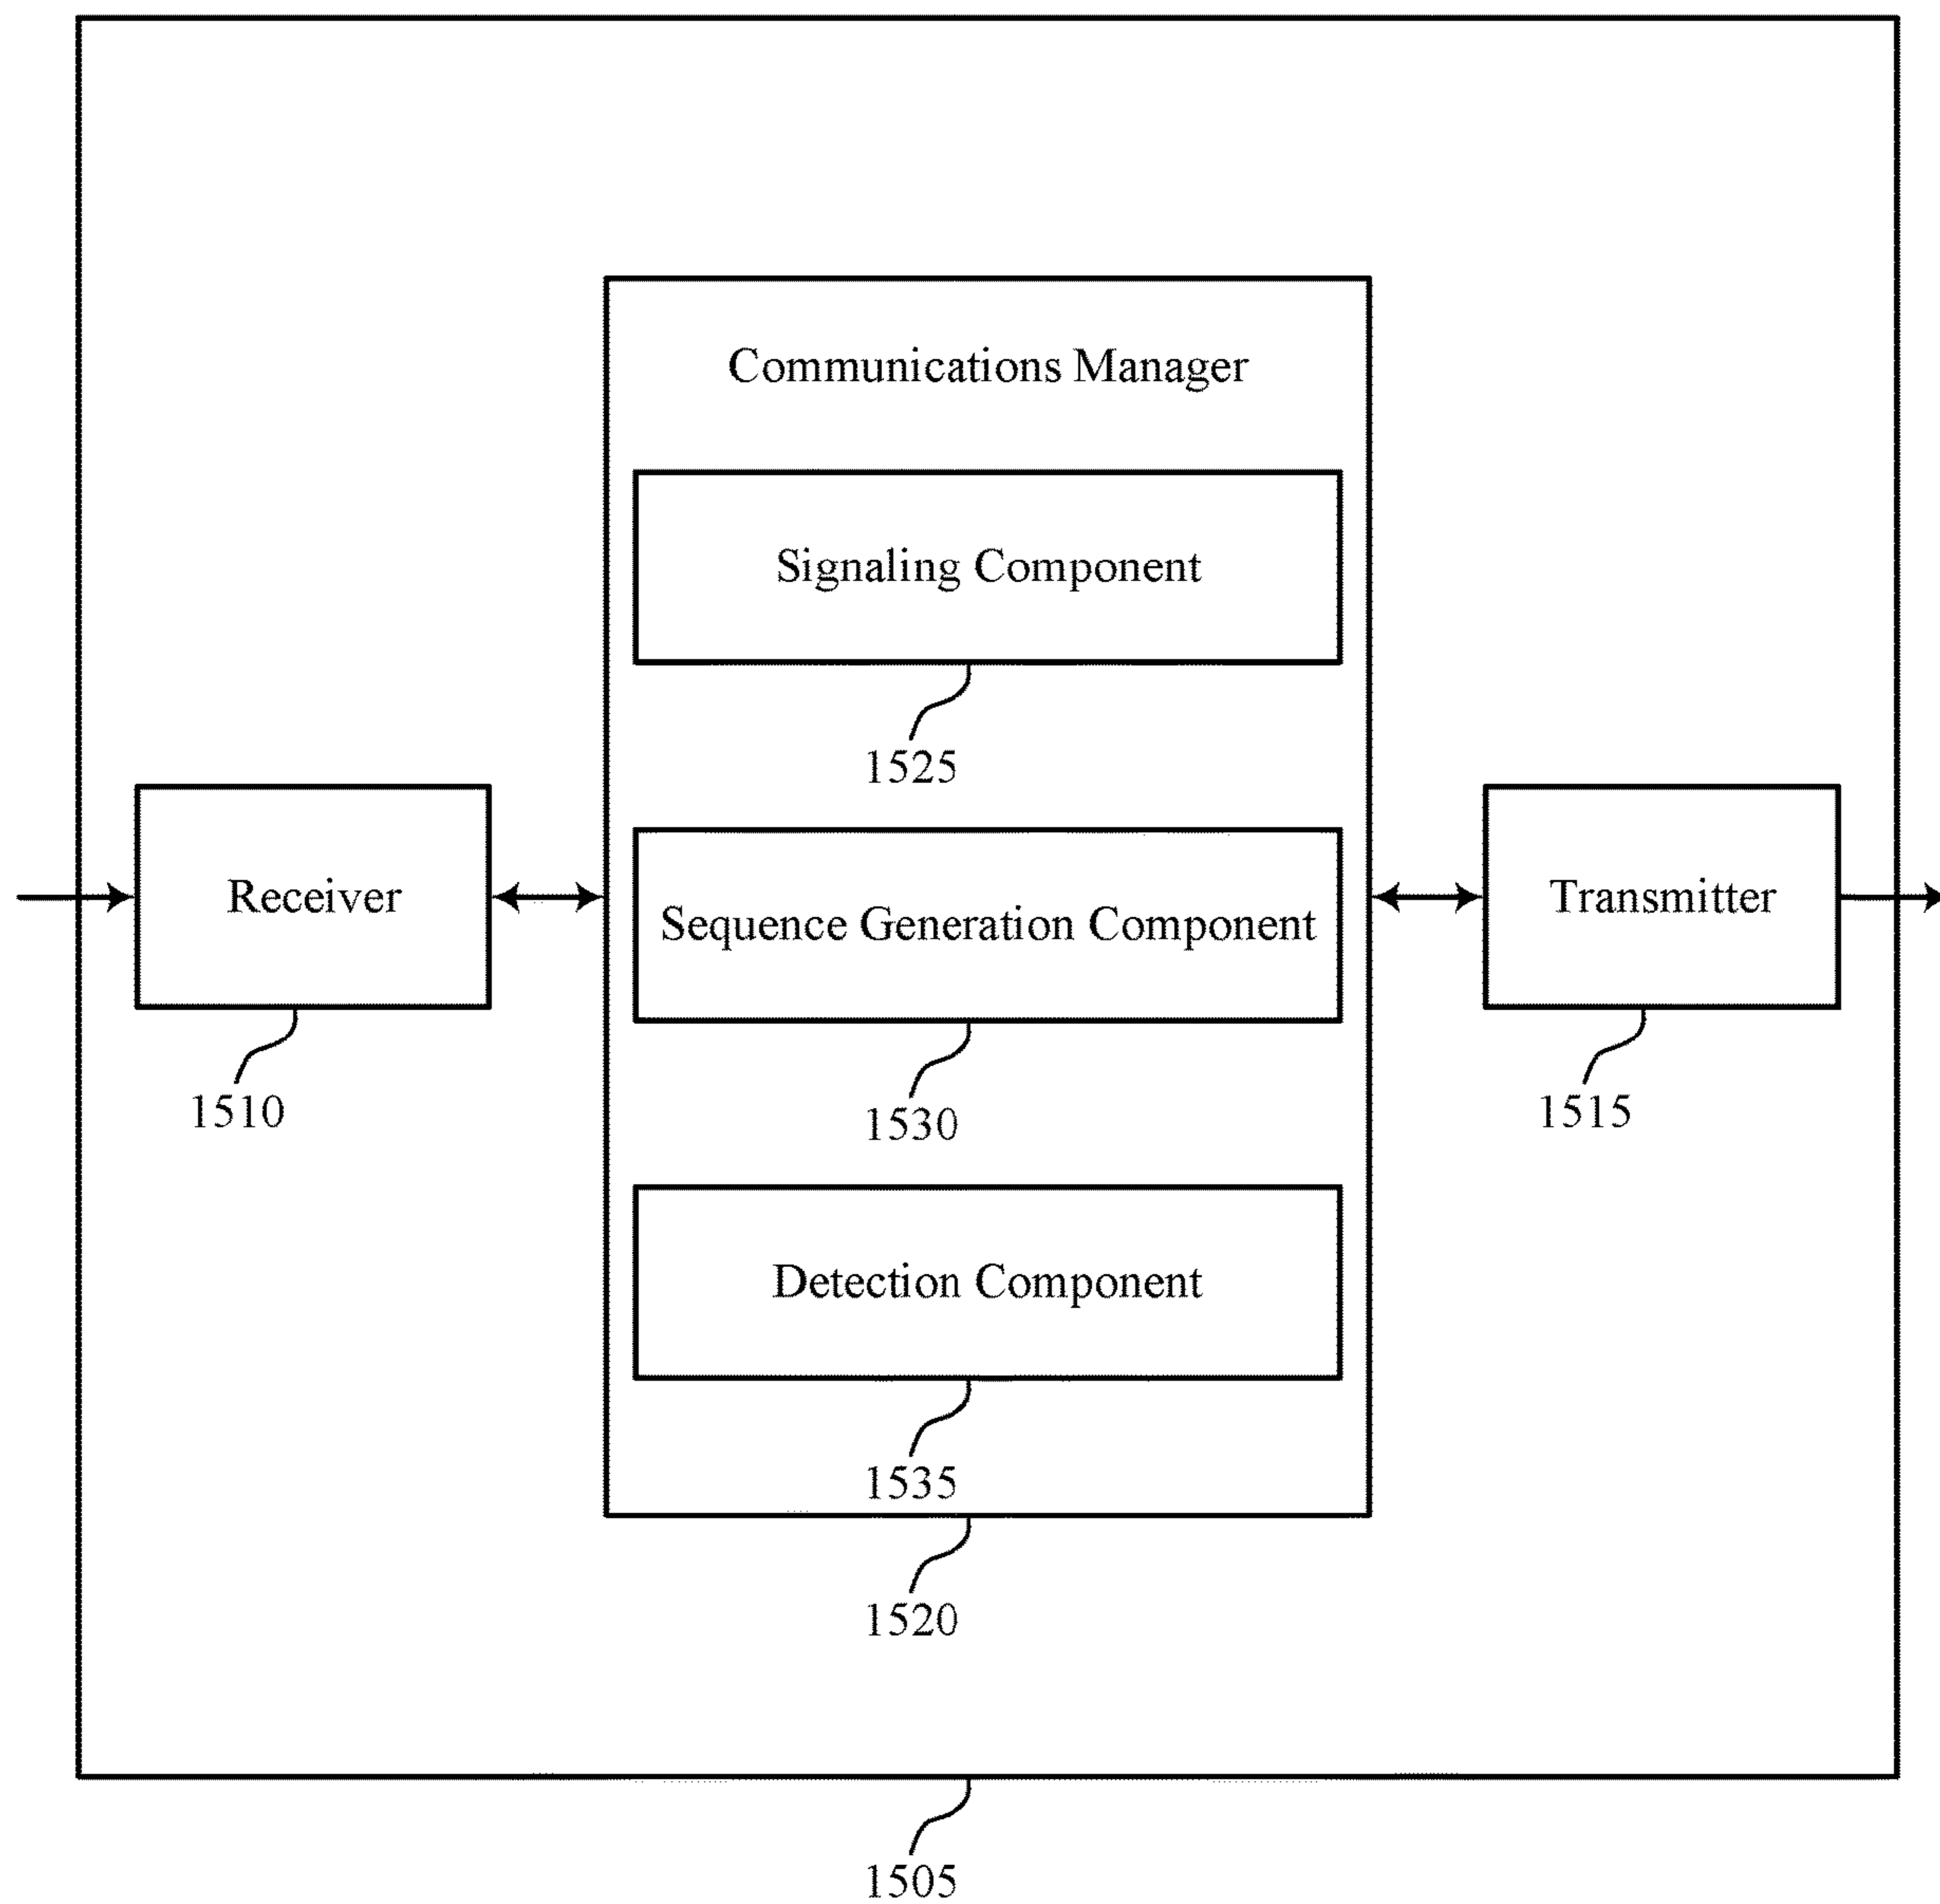 Communications Manager
Signaling Component
1525
Receiver
1510
Sequence Generation Component
1530
Transmitter
1515
Detection Component
1535
1520
1505